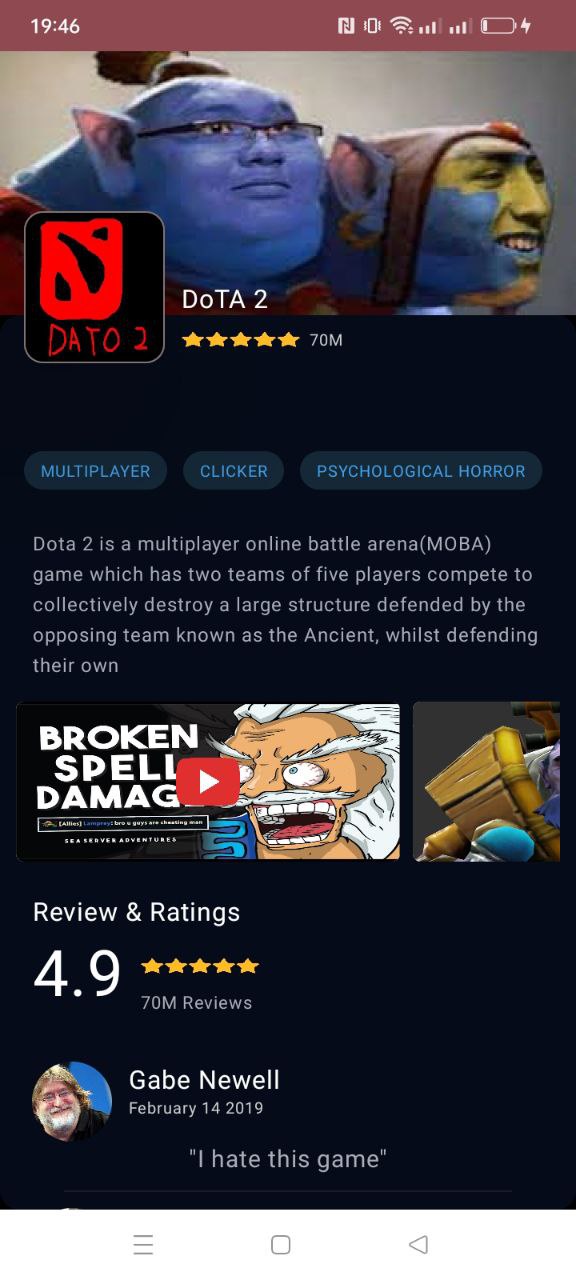 19:46
DoTA 2
DATO 2
70M
MULTIPLAYER
CLICKER
PSYCHOLOGICAL HORROR
Dota 2 is a multiplayer online battle arena(MOBA)
game which has two teams of five players compete to
collectively destroy a large structure defended by the
opposing team known as the Ancient, whilst defending
their own
BROKEN
SPELL
DAMAG
[Allies] Lamprey: bro u guys are cheating man
SEA SERVER ADVENTURES
Review & Ratings
4.9
70M Reviews
Gabe Newell
February 14 2019
"I hate this game"